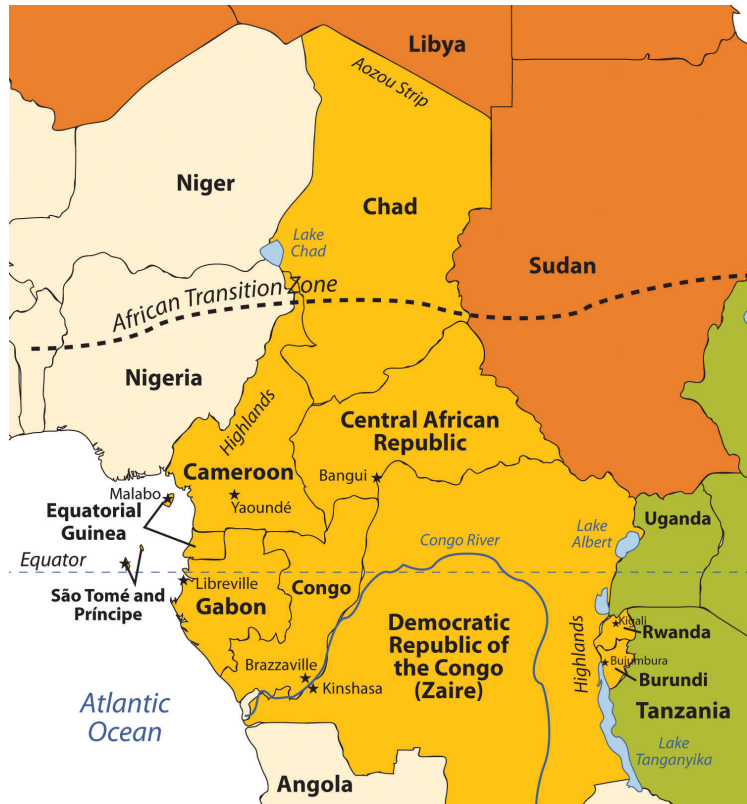 Libya
Aozou Strip
Niger
Chad
Lake
Chad
Sudan
African Transition Zone
Nigeria
Highlands
Central African
Republic
Cameroon
Bangui
Malabo
Yaoundé
Equatorial
Guinea
Uganda
Lake
Albert
Congo River
Equator
Libreville
Congo
São Tomé and
Príncipe
Gabon
Democratic
Republic of
the Congo
(Zaire)
Highlands
Kigali
Rwanda
Brazzaville
Bujumbura
Burundi
Kinshasa
Tanzania
Atlantic
Ocean
Lake
Tanganyika
Angola